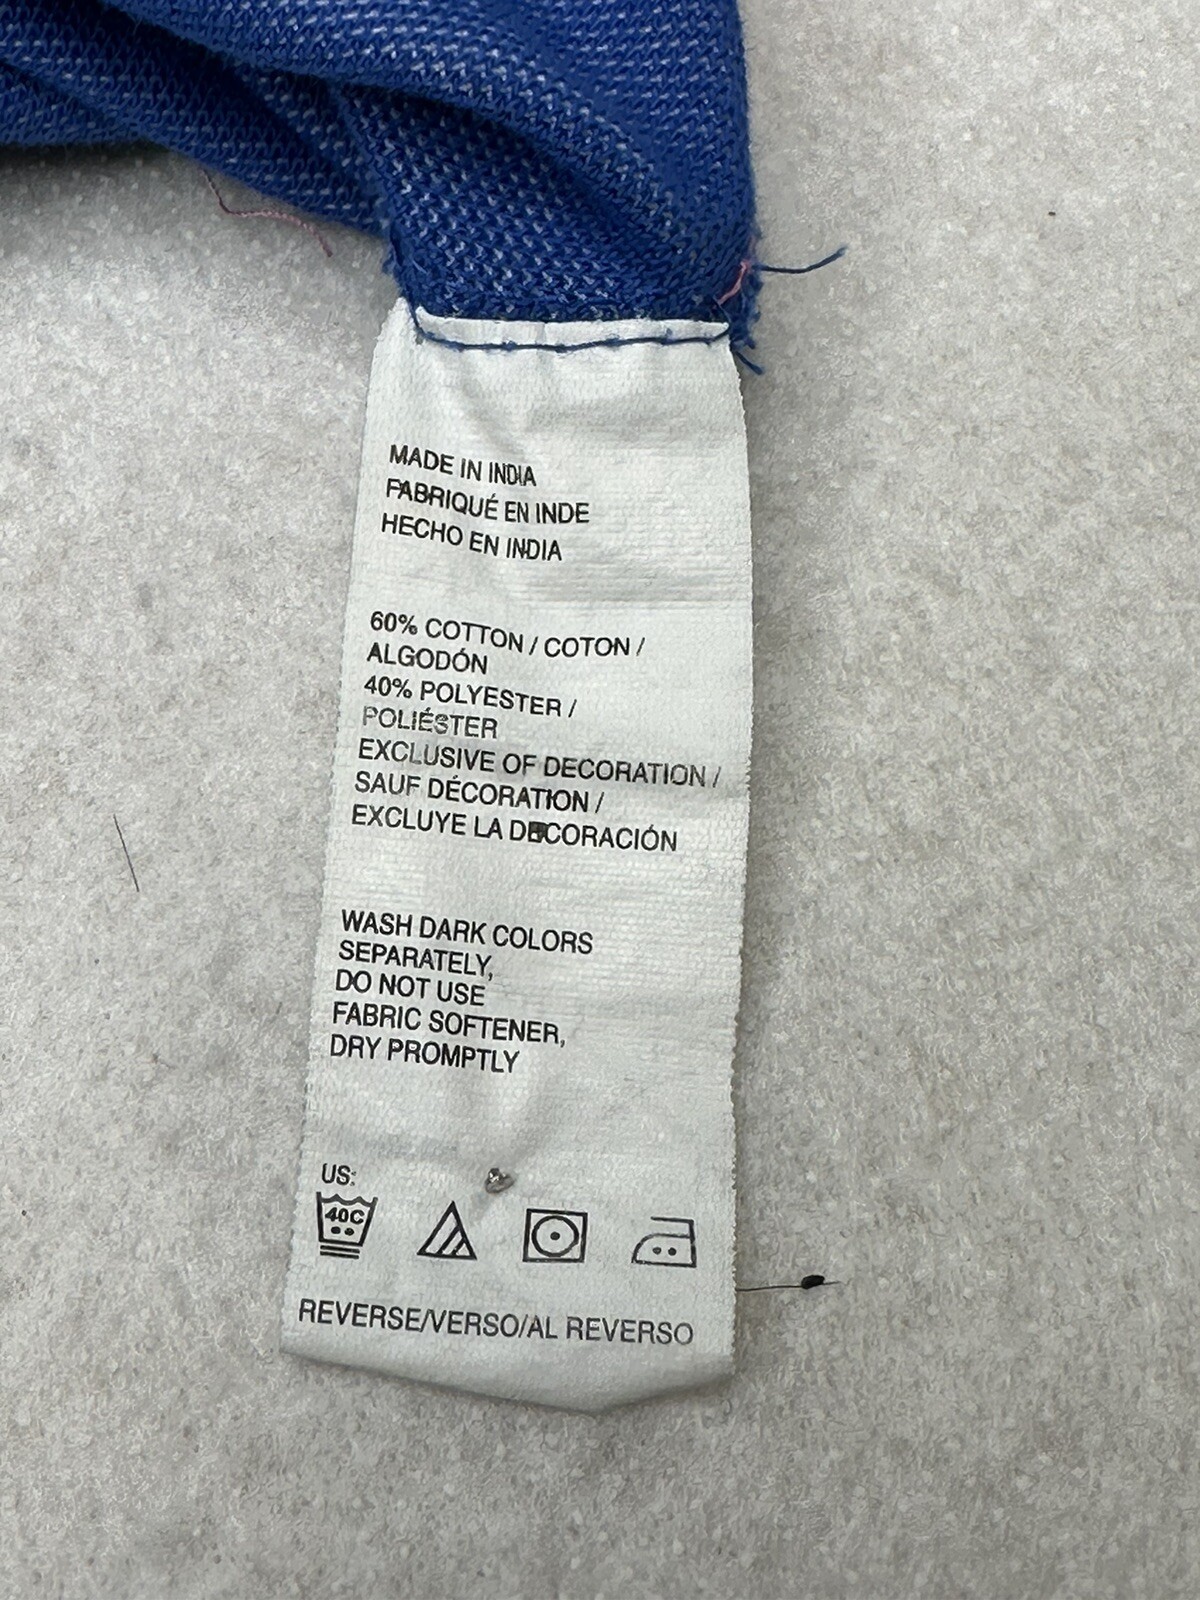 MADE IN INDIA
FABRIQUÉ EN INDE
HECHO EN INDIA
60% COTTON / COTON /
ALGODÓN
40% POLYESTER /
POLIÉSTER
EXCLUSIVE OF DECORATION /
SAUF DÉCORATION /
EXCLUYE LA DECORACIÓN
WASH DARK COLORS
SEPARATELY,
DO NOT USE
FABRIC SOFTENER,
DRY PROMPTLY
US:
40C
REVERSE/VERSO/AL REVERSO